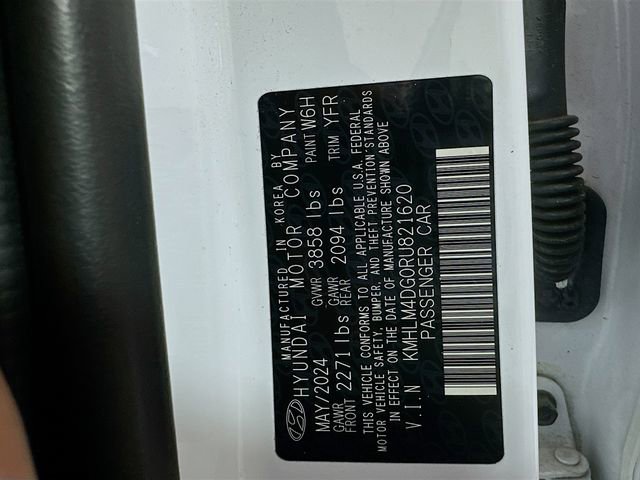 MANUFACTURED IN KOREA BY
HYUNDAI MOTOR COMPANY
MAY/2024 GVWR 3858 lbs PAINT W6H
GAWR FRONT 2271 lbs GAWR REAR 2094 lbs TRIM YFR
THIS VEHICLE CONFORMS TO ALL APPLICABLE U.S.A. FEDERAL
MOTOR VEHICLE SAFETY, BUMPER, AND THEFT PREVENTION STANDARDS
IN EFFECT ON THE DATE OF MANUFACTURE SHOWN ABOVE
V.I.N KMHLM4DG0RU821620
PASSENGER CAR